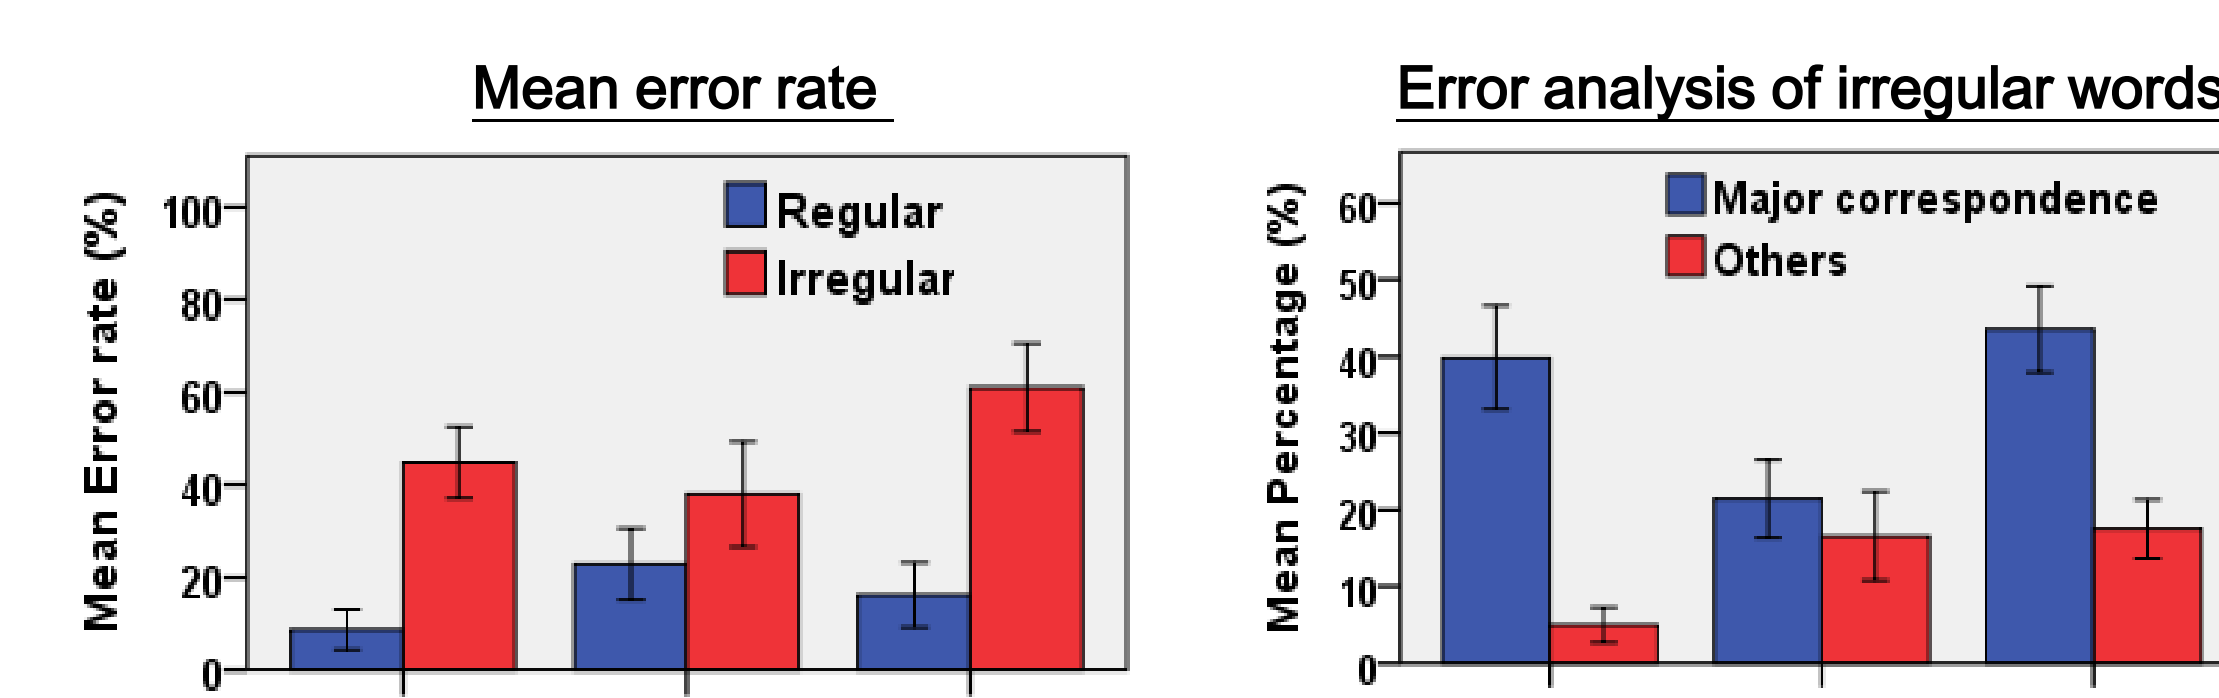 Mean error rate
Mean Error rate (%)
100
80
60
40
20
0
Regular
Irregular
Error analysis of irregular words
Mean Percentage (%)
60
50
40
30
20
10
0
Major correspondence
Others